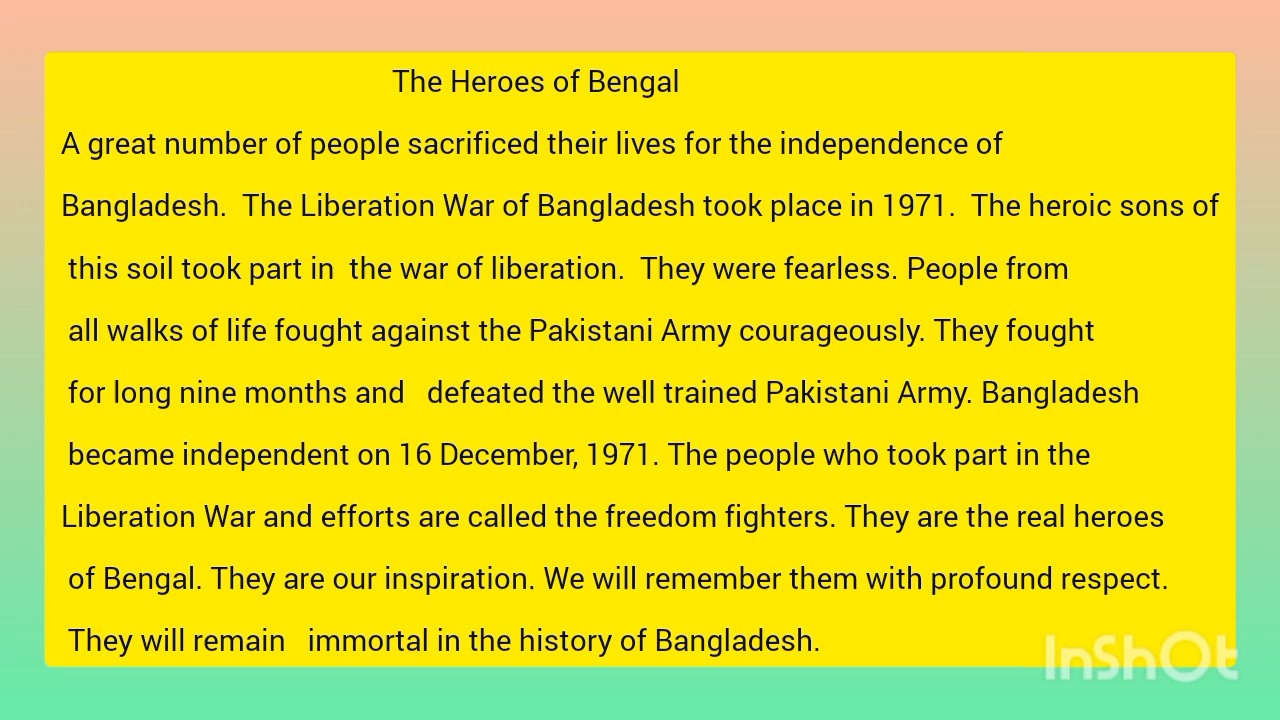 The Heroes of Bengal
A great number of people sacrificed their lives for the independence of
Bangladesh. The Liberation War of Bangladesh took place in 1971. The heroic sons of
this soil took part in the war of liberation. They were fearless. People from
all walks of life fought against the Pakistani Army courageously. They fought
for long nine months and defeated the well trained Pakistani Army. Bangladesh
became independent on 16 December, 1971. The people who took part in the
Liberation War and efforts are called the freedom fighters. They are the real heroes
of Bengal. They are our inspiration. We will remember them with profound respect.
They will remain immortal in the history of Bangladesh.
InShOt